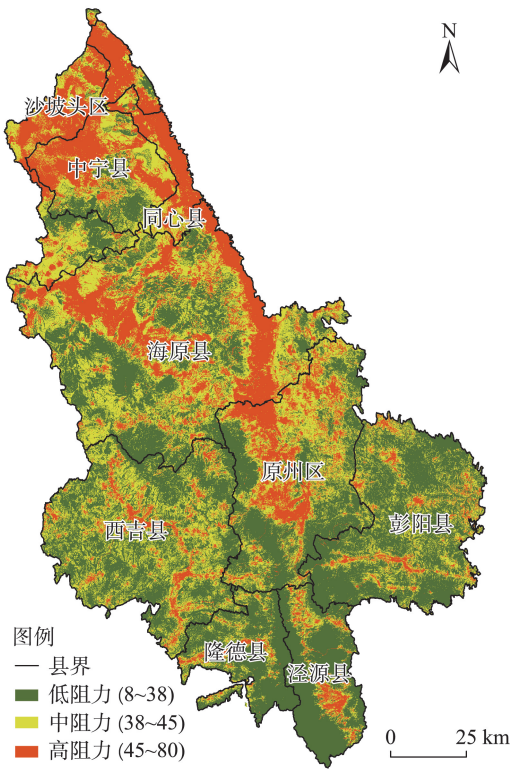 N
沙坡头区
中宁县
同心县
海原县
原州区
彭阳县
西吉县
隆德县
泾源县
图例
县界
低阻力 (8~38)
中阻力 (38~45)
高阻力 (45~80)
0 25 km